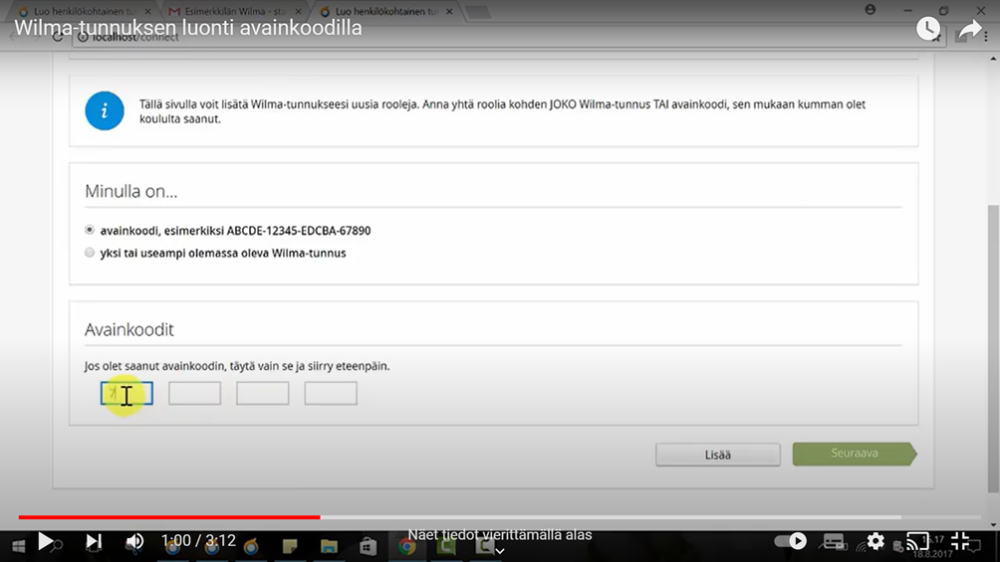 Luo henkilökohtainen tu
Esimerkkilän Wilma - sta
Luo henkilökohtainen tun
Wilma-tunnuksen luonti avainkoodilla
localhost/connect
Tällä sivulla voit lisätä Wilma-tunnukseesi uusia rooleja. Anna yhtä roolia kohden JOKO Wilma-tunnus TAI avainkoodi, sen mukaan kumman olet
koululta saanut.
Minulla on...
avainkoodi, esimerkiksi ABCDE-12345-EDCBA-67890
yksi tai useampi olemassa oleva Wilma-tunnus
Avainkoodit
Jos olet saanut avainkoodin, täytä vain se ja siirry eteenpäin.
Lisää
Seuraava
1:00 / 3:12
Näet tiedot vierittämällä alas
18.8.2017